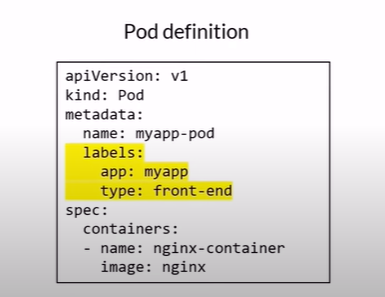 Pod definition
apiVersion: v1
kind: Pod
metadata:
  name: myapp-pod
  labels:
    app: myapp
    type: front-end
spec:
  containers:
  - name: nginx-container
    image: nginx